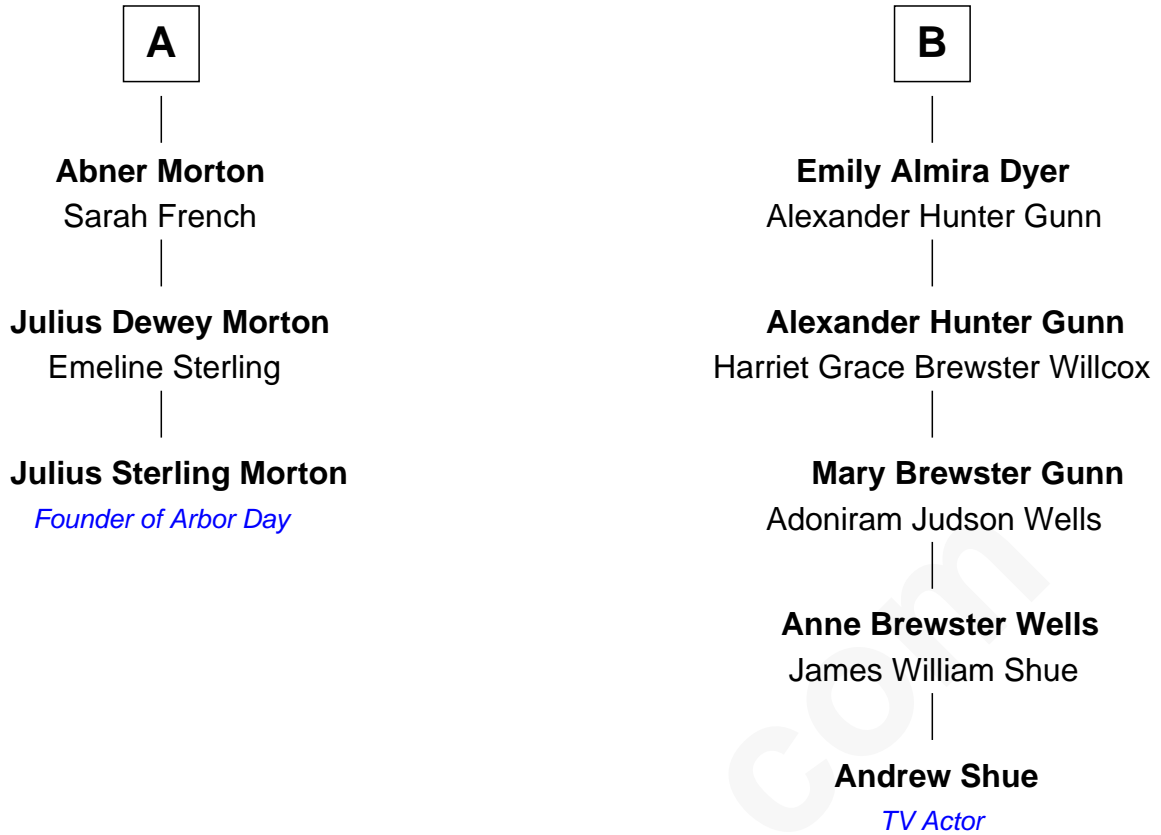 A
Abner Morton
Sarah French
Julius Dewey Morton
Emeline Sterling
Julius Sterling Morton
Founder of Arbor Day
B
Emily Almira Dyer
Alexander Hunter Gunn
Alexander Hunter Gunn
Harriet Grace Brewster Willcox
Mary Brewster Gunn
Adoniram Judson Wells
Anne Brewster Wells
James William Shue
Andrew Shue
TV Actor
com